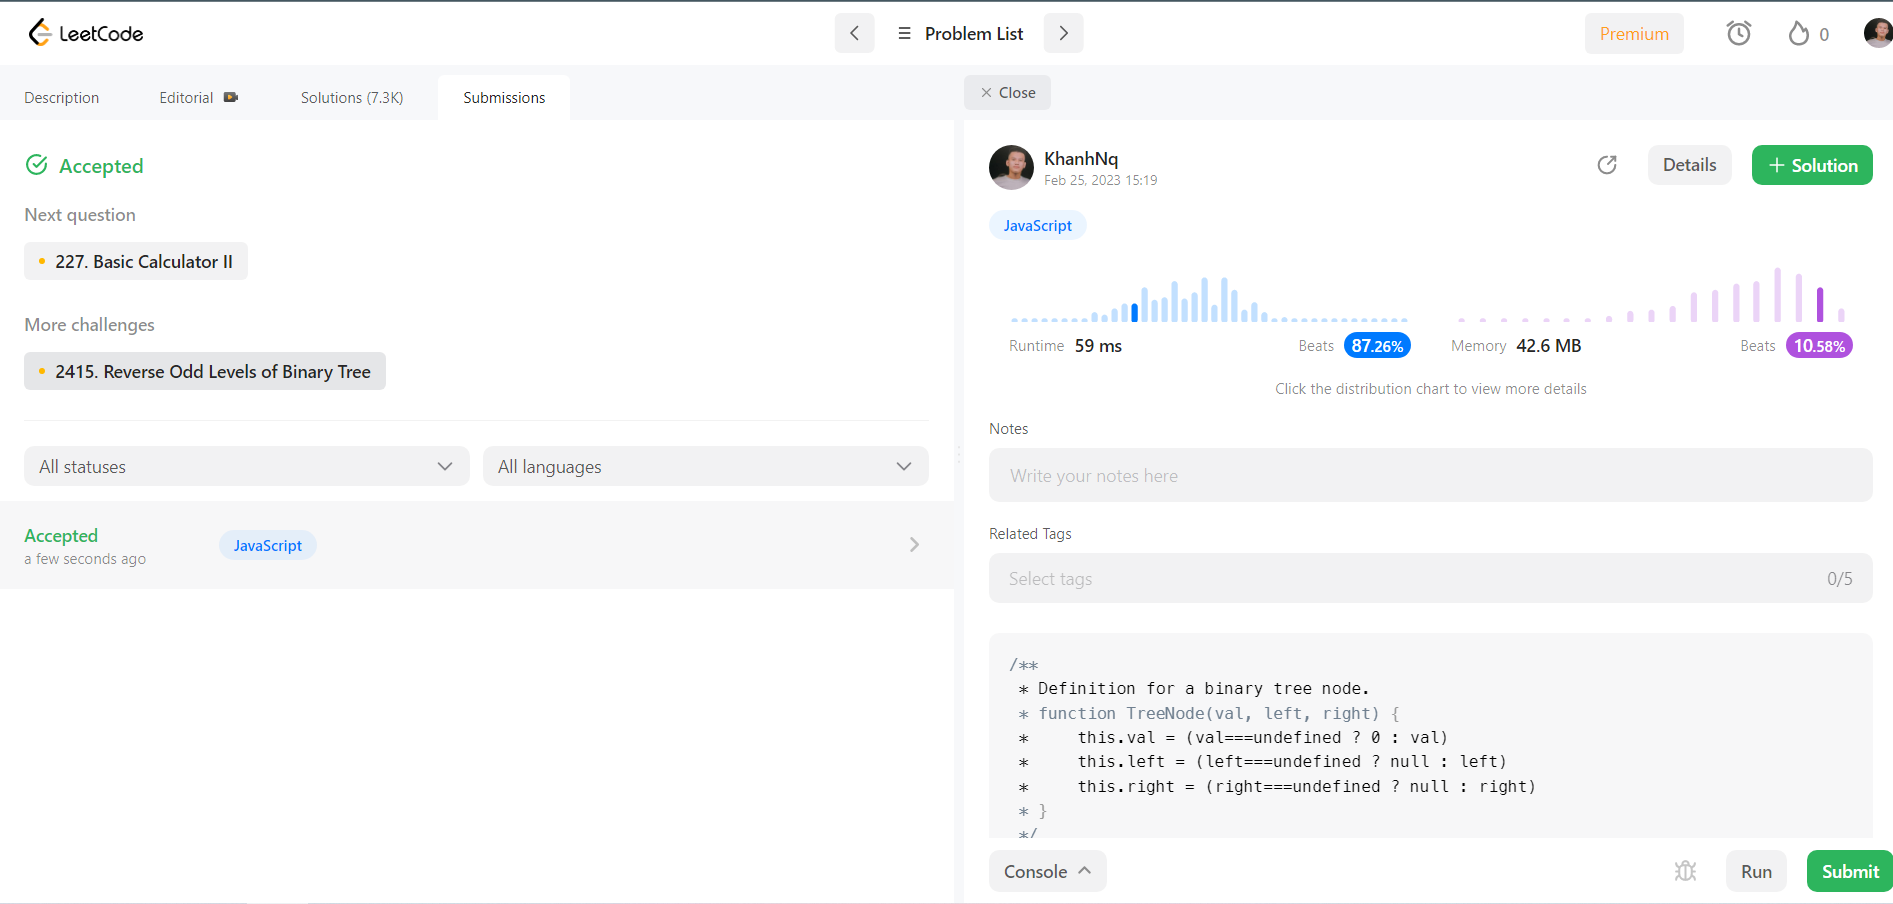 LeetCode
Problem List
Premium
0
Description
Editorial
Solutions (7.3K)
Submissions
Close
Accepted
Next question
227. Basic Calculator II
More challenges
2415. Reverse Odd Levels of Binary Tree
All statuses
All languages
Accepted
a few seconds ago
JavaScript
KhanhNq
Feb 25, 2023 15:19
Details
+ Solution
JavaScript
Runtime 59 ms
Beats 87.26%
Memory 42.6 MB
Beats 10.58%
Click the distribution chart to view more details
Notes
Write your notes here
Related Tags
Select tags
0/5
/**
 * Definition for a binary tree node.
 * function TreeNode(val, left, right) {
 *     this.val = (val===undefined ? 0 : val)
 *     this.left = (left===undefined ? null : left)
 *     this.right = (right===undefined ? null : right)
 * }
 */
Console
Run
Submit